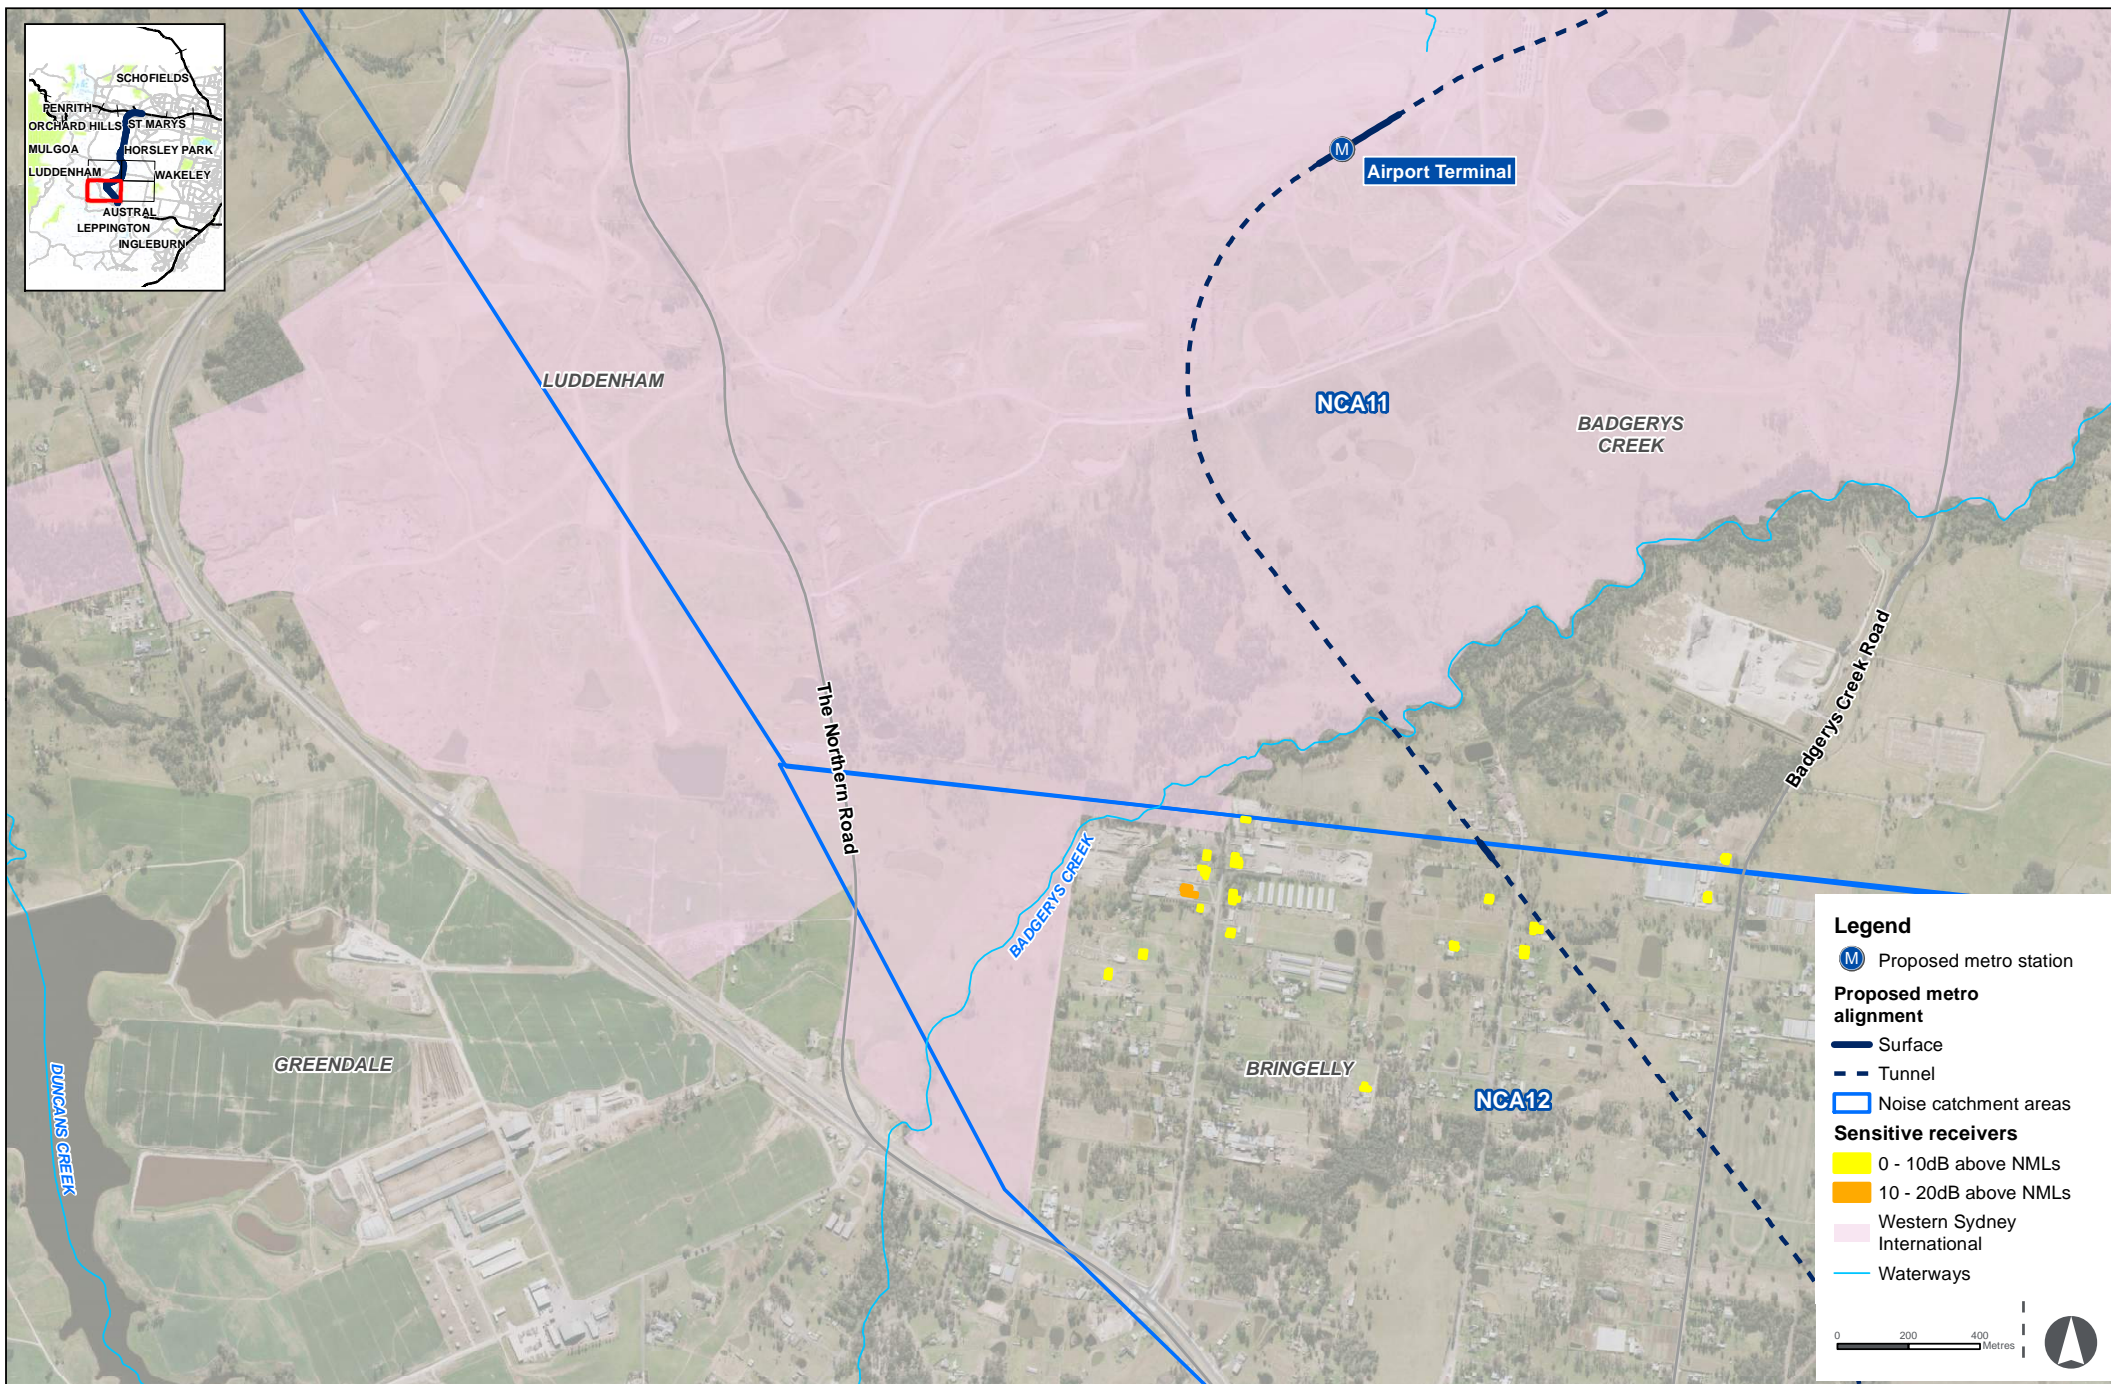 SCHOFIELDS
PENRITH
ORCHARD HILLS
ST MARYS
MULGOA
HORSLEY PARK
LUDDENHAM
WAKELEY
AUSTRAL
LEPPINGTON
INGLEBURN
M
Airport Terminal
LUDDENHAM
NCA11
BADGERYS
CREEK
The Northern Road
Badgerys Creek Road
BADGERYS CREEK
DUNCANS CREEK
GREENDALE
BRINGELLY
NCA12
Legend
M Proposed metro station
Proposed metro
alignment
Surface
Tunnel
Noise catchment areas
Sensitive receivers
0 - 10dB above NMLs
10 - 20dB above NMLs
Western Sydney
International
Waterways
0 200 400
Metres